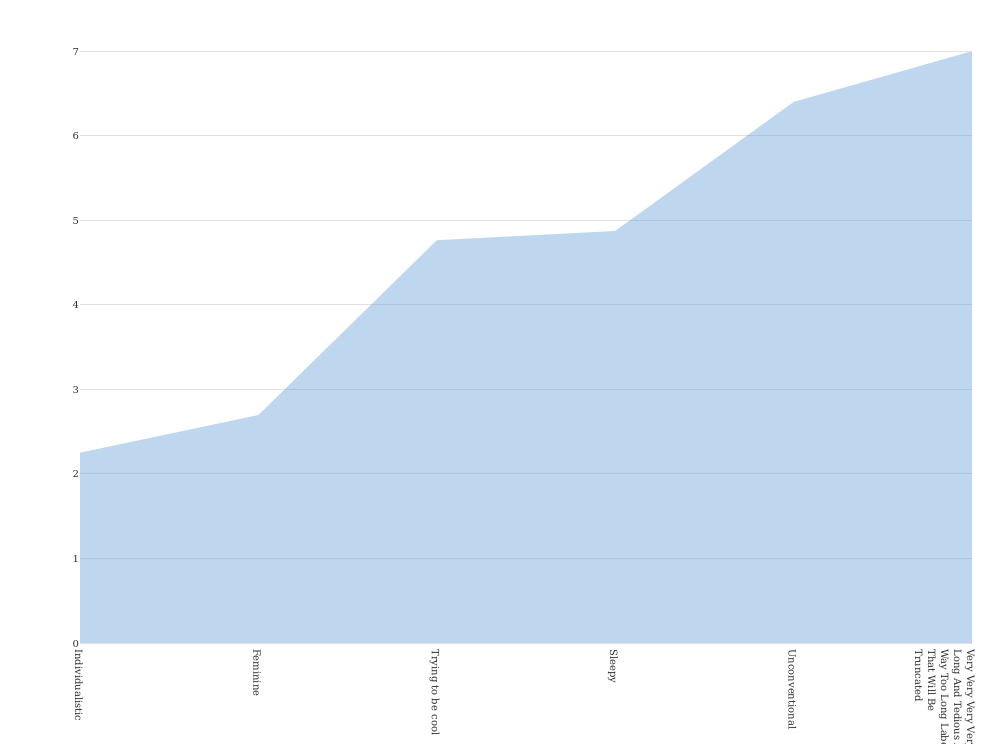 7
6
5
4
3
2
1
0
Individualistic
Feminine
Trying to be cool
Sleepy
Unconventional
Very Very Very
Long And Tedious
Way Too Long
That Will Be
Truncated